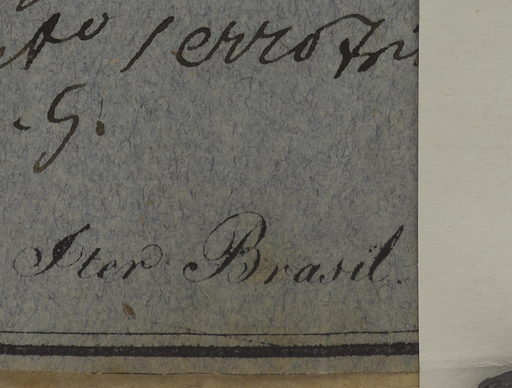 Serro Fri
. G.
Iter Brasil.